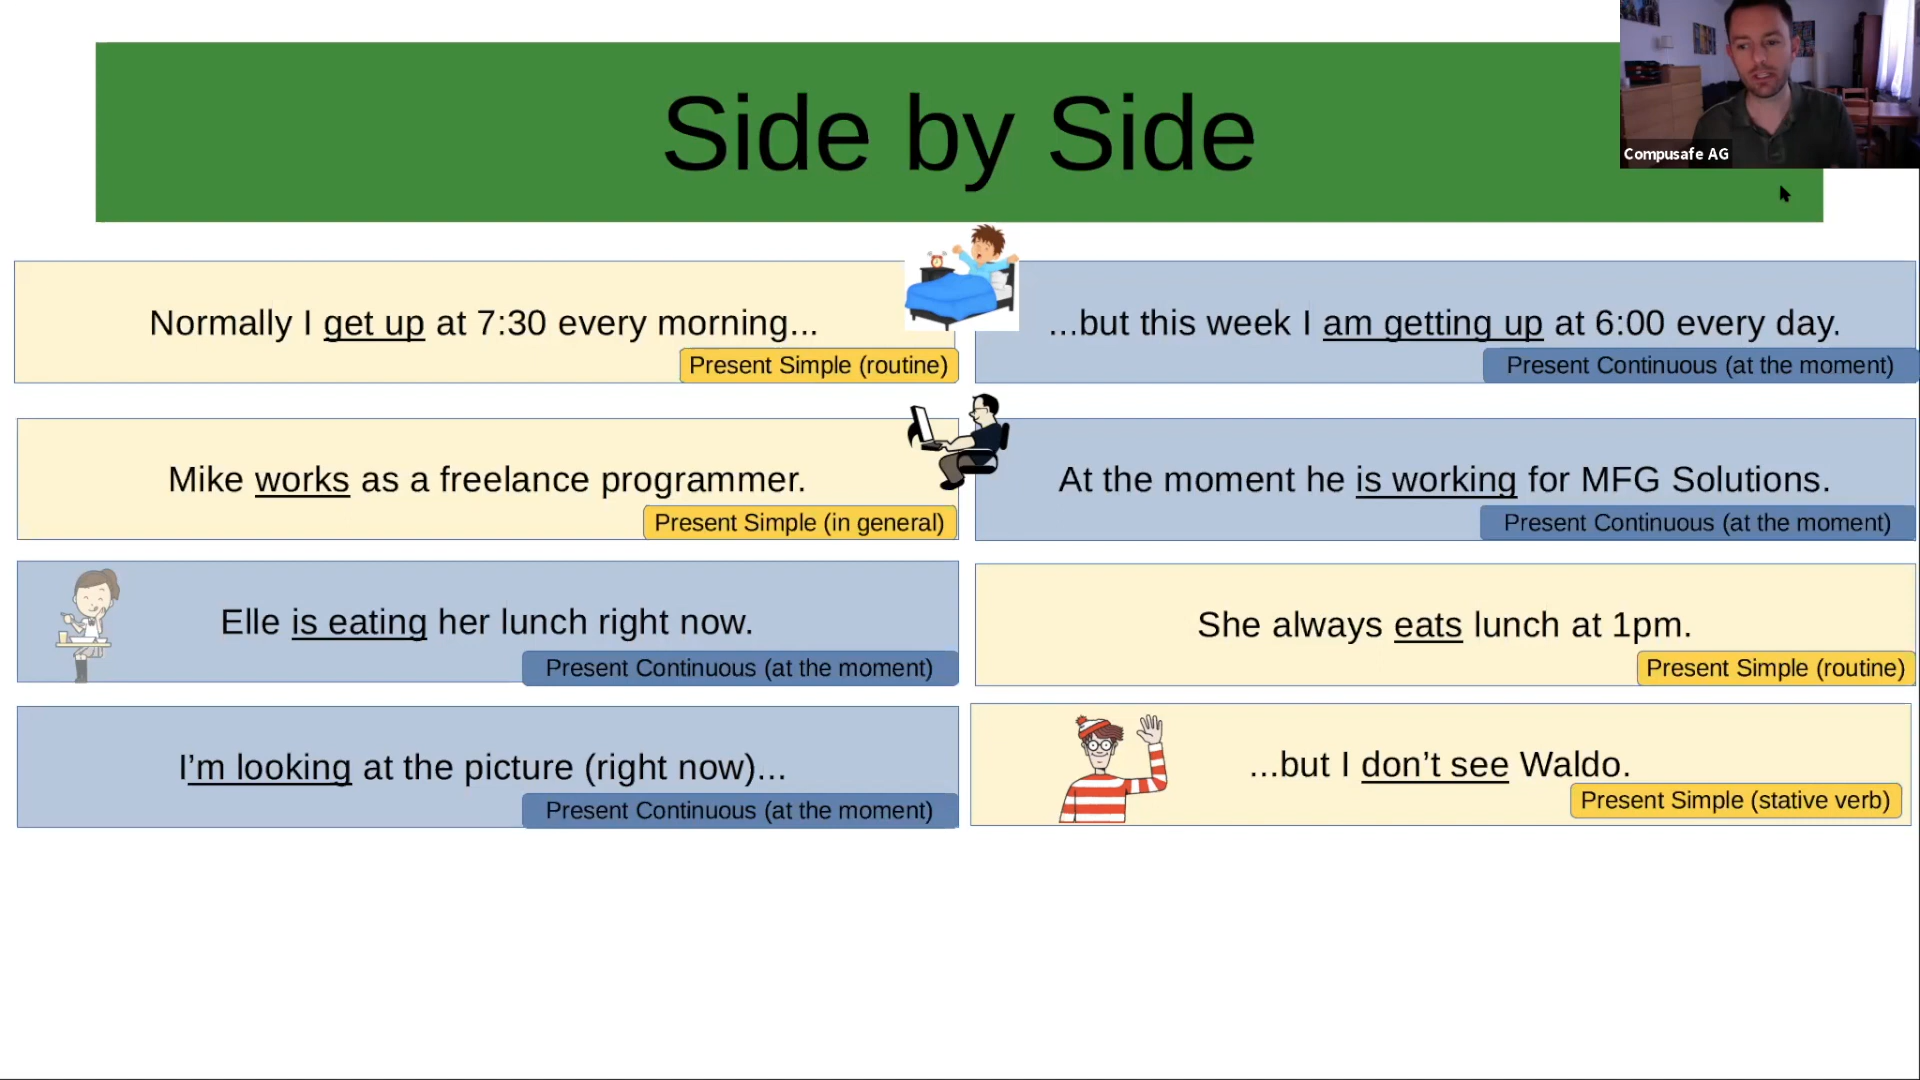 Side by Side
Compusafe AG
Normally I get up at 7:30 every morning...
Present Simple (routine)
...but this week I am getting up at 6:00 every day.
Present Continuous (at the moment)
Mike works as a freelance programmer.
Present Simple (in general)
At the moment he is working for MFG Solutions.
Present Continuous (at the moment)
Elle is eating her lunch right now.
Present Continuous (at the moment)
She always eats lunch at 1pm.
Present Simple (routine)
I’m looking at the picture (right now)...
Present Continuous (at the moment)
...but I don’t see Waldo.
Present Simple (stative verb)